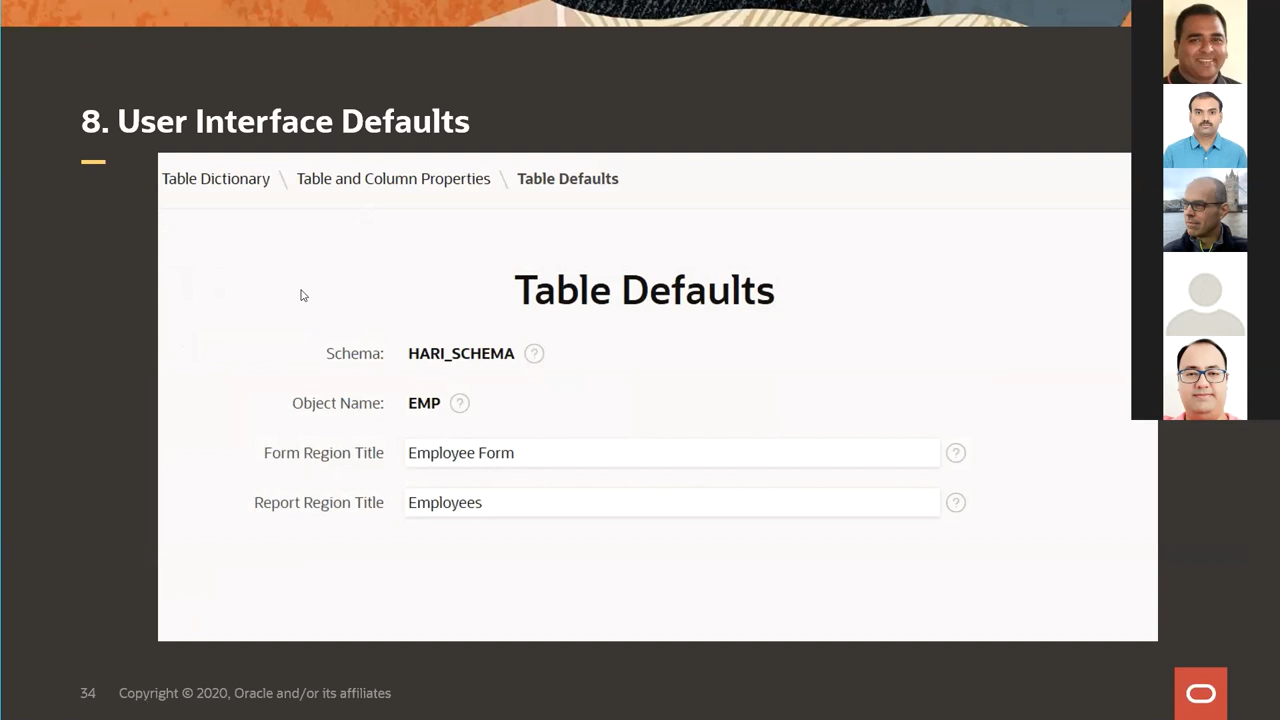 8. User Interface Defaults
Table Dictionary \ Table and Column Properties \ Table Defaults
Table Defaults
Schema: HARI_SCHEMA ?
Object Name: EMP ?
Form Region Title Employee Form ?
Report Region Title Employees ?
34 Copyright © 2020, Oracle and/or its affiliates